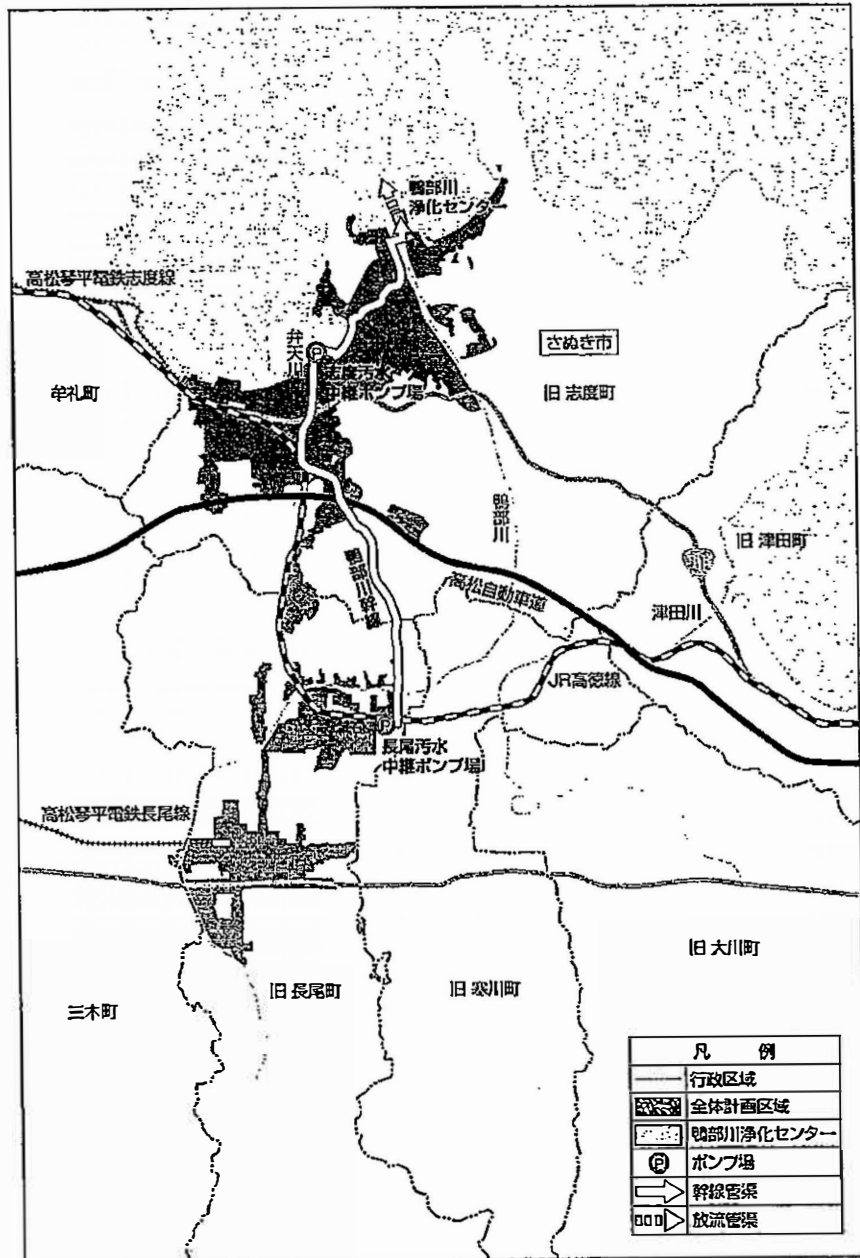 鴨部川
浄化センター
高松琴平電鉄志度線
弁天川
さぬき市
牟礼町
志度汚水
中継ポンプ場
旧 志度町
鴨部川
旧 津田町
鴨部川幹線
高松自動車道
津田川
JR高徳線
長尾汚水
中継ポンプ場
高松琴平電鉄長尾線
旧 大川町
旧 長尾町
旧 寒川町
三木町
凡 例
行政区域
全体計画区域
鴨部川浄化センター
P ポンプ場
幹線管渠
放流管渠